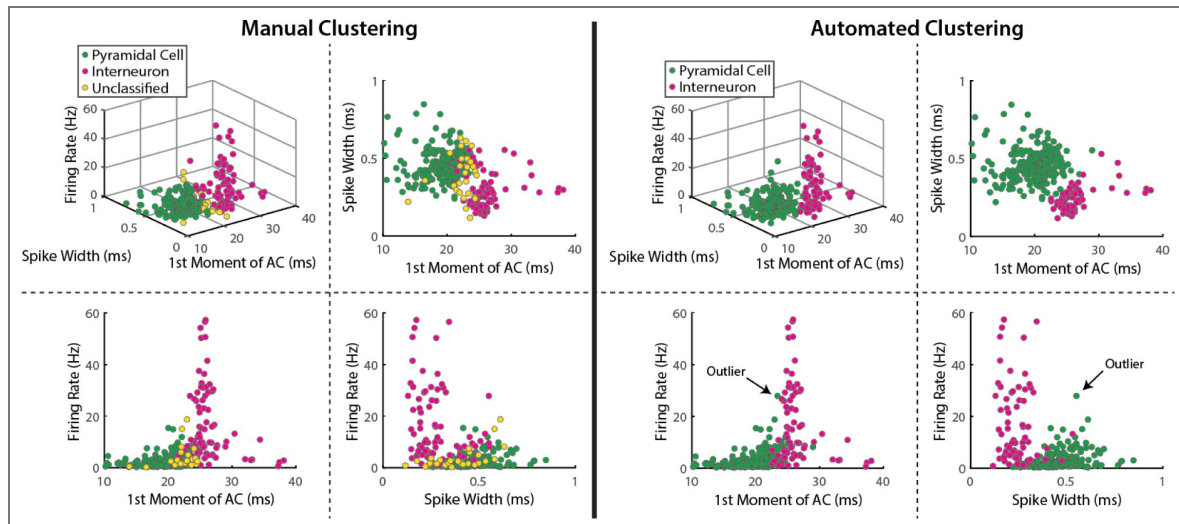 Manual Clustering
Pyramidal Cell
Interneuron
Unclassified
Firing Rate (Hz)
60
40
20
0
1
0.5
0
10
20
30
40
Spike Width (ms)
1st Moment of AC (ms)
Spike Width (ms)
1
0.5
0
10
20
30
40
1st Moment of AC (ms)
Firing Rate (Hz)
60
40
20
0
10
20
30
40
1st Moment of AC (ms)
Firing Rate (Hz)
60
40
20
0
0
0.5
1
Spike Width (ms)
Automated Clustering
Pyramidal Cell
Interneuron
Firing Rate (Hz)
60
40
20
0
1
0.5
0
10
20
30
40
Spike Width (ms)
1st Moment of AC (ms)
Spike Width (ms)
1
0.5
0
10
20
30
40
1st Moment of AC (ms)
Firing Rate (Hz)
60
40
20
0
Outlier
10
20
30
40
1st Moment of AC (ms)
Firing Rate (Hz)
60
40
20
0
Outlier
0
0.5
1
Spike Width (ms)